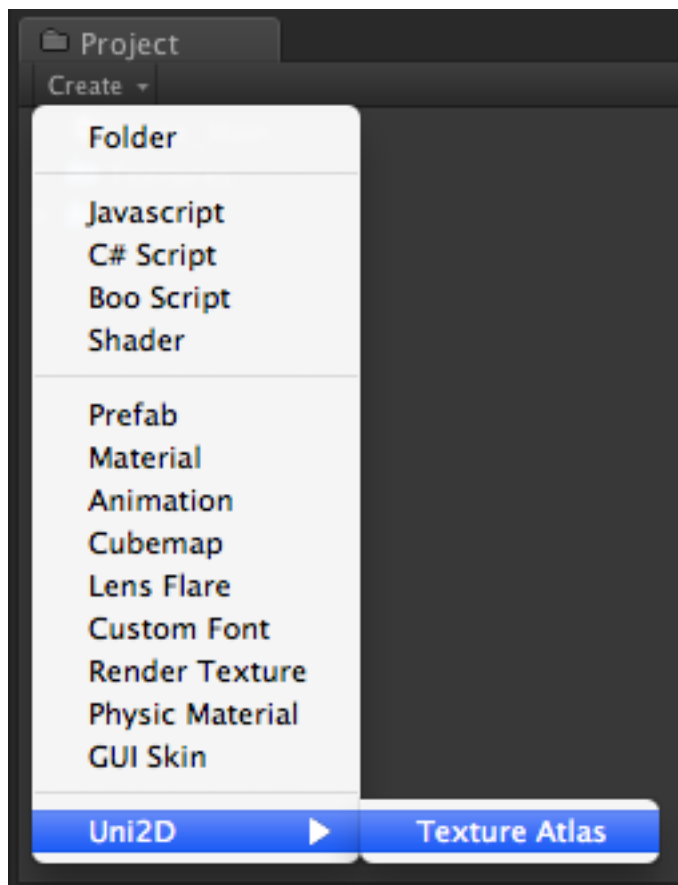 Project
Create
Folder
Javascript
C# Script
Boo Script
Shader
Prefab
Material
Animation
Cubemap
Lens Flare
Custom Font
Render Texture
Physic Material
GUI Skin
Uni2D
Texture Atlas